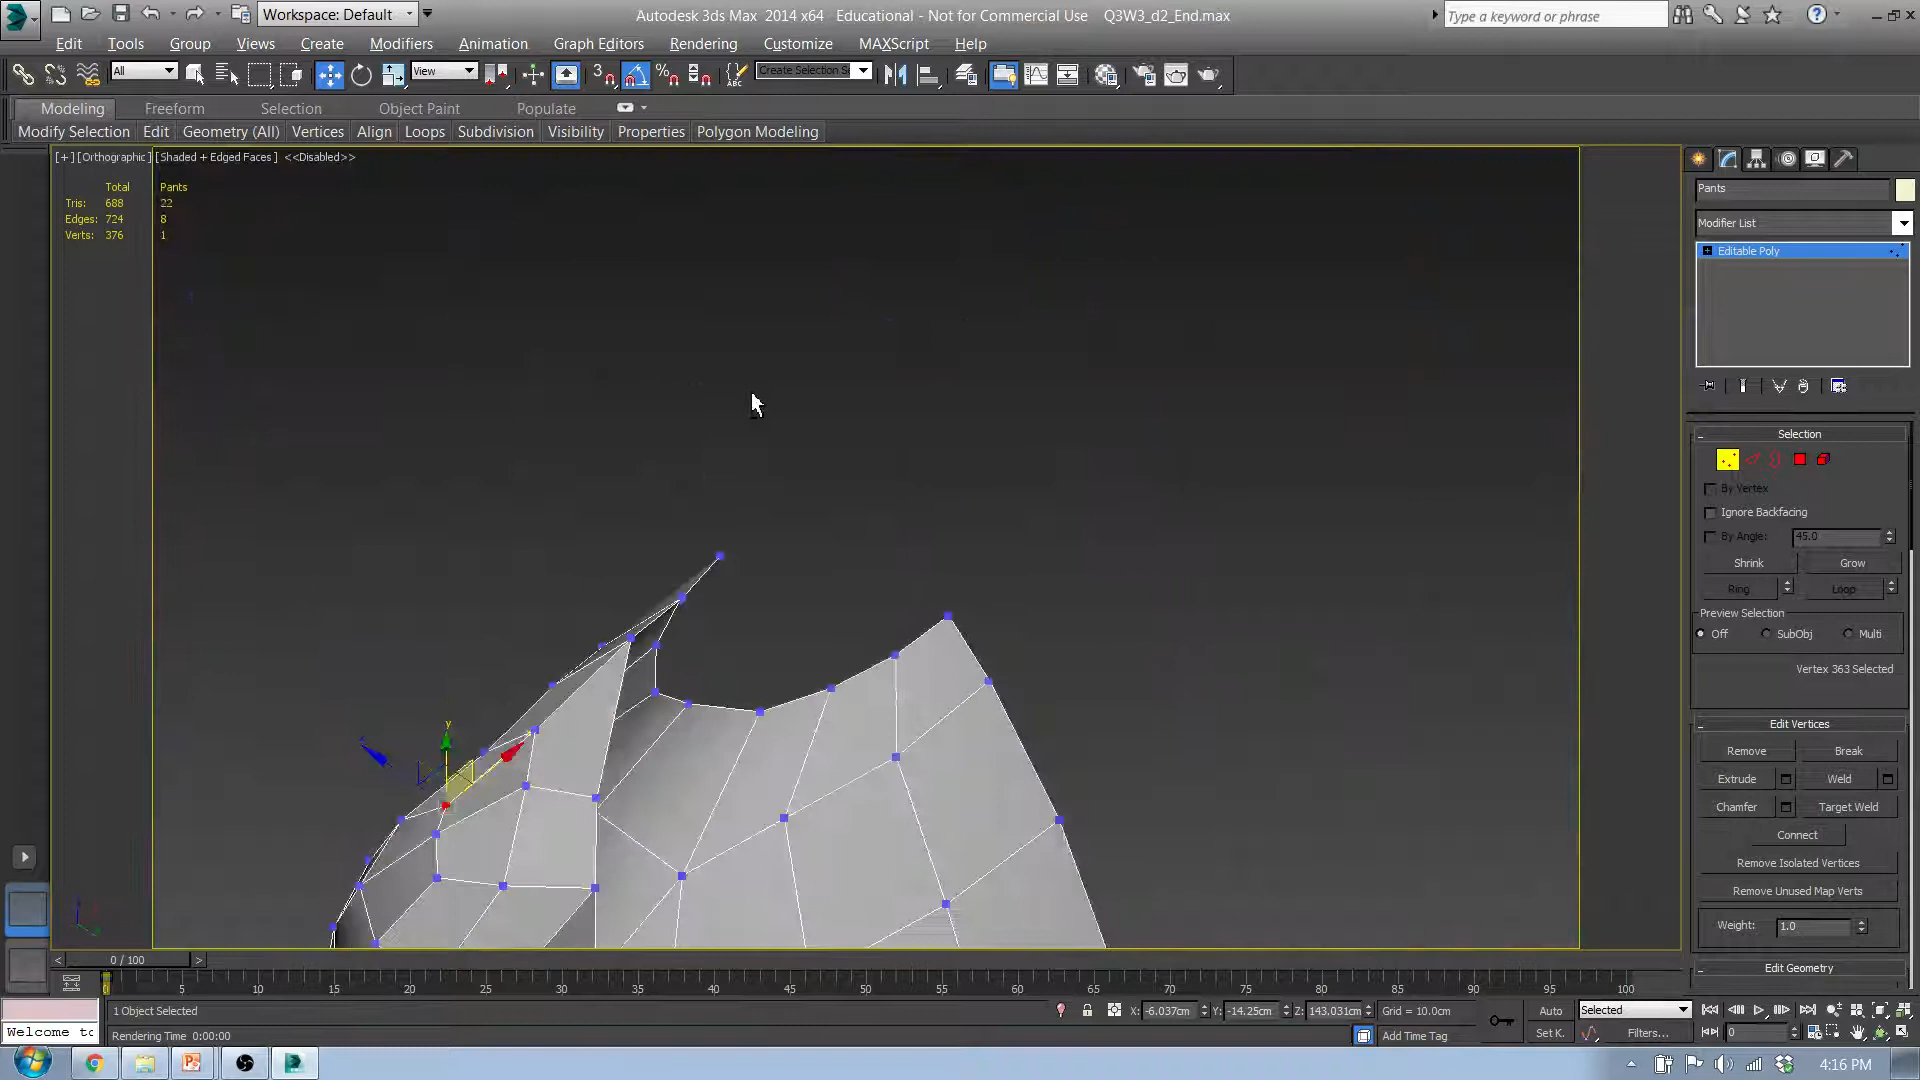 Workspace: Default
Autodesk 3ds Max 2014 x64 Educational - Not for Commercial Use Q3W3_d2_End.max
Type a keyword or phrase
Edit Tools Group Views Create Modifiers Animation Graph Editors Rendering Customize MAXScript Help
All
View
3
ABC
Create Selection S
Modeling Freeform Selection Object Paint Populate
Modify Selection Edit Geometry (All) Vertices Align Loops Subdivision Visibility Properties Polygon Modeling
[+] [Orthographic] [Shaded + Edged Faces ] <<Disabled>>
Total Pants
Tris: 688 22
Edges: 724 8
Verts: 376 1
y
Pants
Modifier List
Editable Poly
Selection
By Vertex
Ignore Backfacing
By Angle: 45.0
Shrink Grow
Ring Loop
Preview Selection
Off SubObj Multi
Vertex 363 Selected
Edit Vertices
Remove Break
Extrude Weld
Chamfer Target Weld
Connect
Remove Isolated Vertices
Remove Unused Map Verts
Weight: 1.0
Edit Geometry
< 0 / 100 >
5 10 15 20 25 30 35 40 45 50 55 60 65 70 75 80 85 90 95 100
1 Object Selected
X: -6.037cm Y: -14.25cm Z: 143.031cm Grid = 10.0cm
Auto Selected
Welcome to
Rendering Time 0:00:00
Add Time Tag
Set K. Filters...
0
4:16 PM